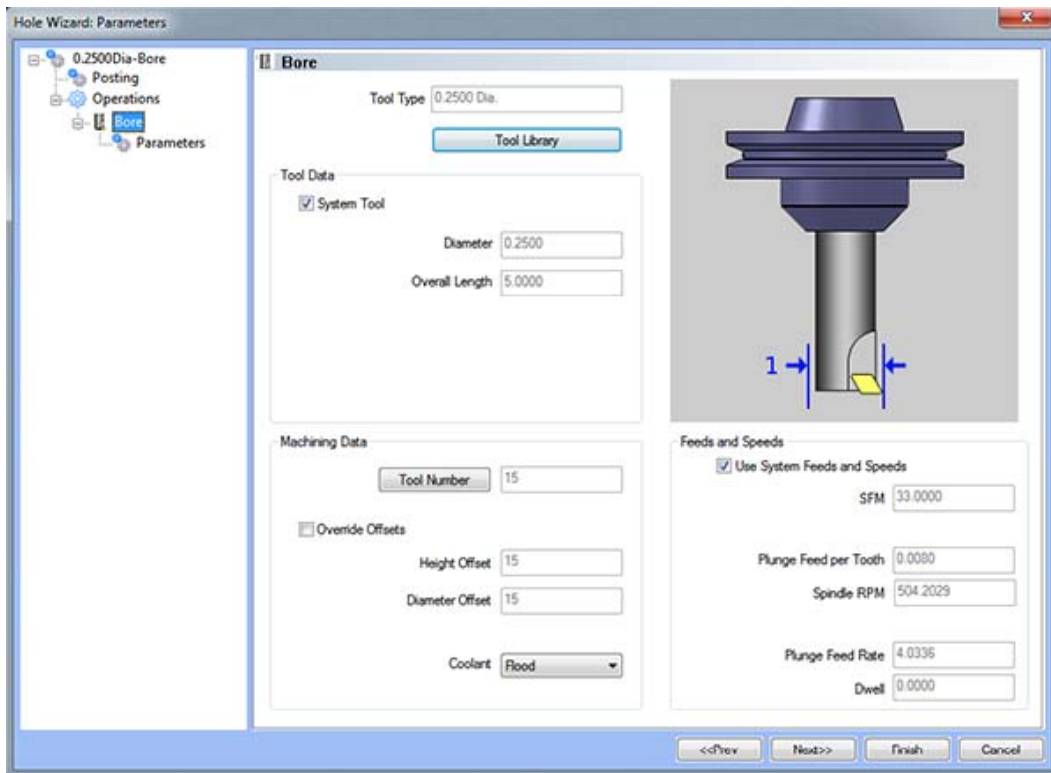 Hole Wizard: Parameters
0.2500Dia-Bore
Posting
Operations
Bore
Parameters
Bore
Tool Type 0.2500 Dia.
Tool Library
Tool Data
System Tool
Diameter 0.2500
Overall Length 5.0000
1
Machining Data
Tool Number 15
Override Offsets
Height Offset 15
Diameter Offset 15
Coolant Flood
Feeds and Speeds
Use System Feeds and Speeds
SFM 33.0000
Plunge Feed per Tooth 0.0080
Spindle RPM 504.2029
Plunge Feed Rate 4.0336
Dwell 0.0000
<<Prev Next>> Finish Cancel